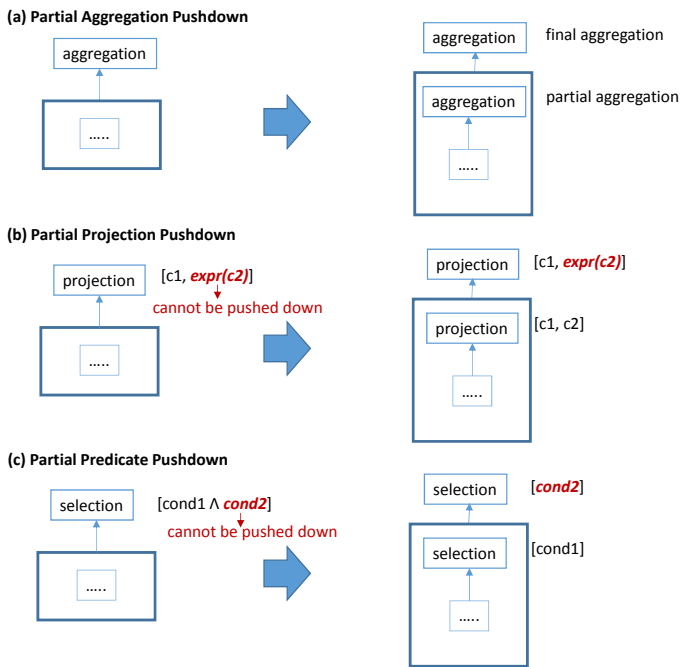 (a) Partial Aggregation Pushdown
aggregation
…..
aggregation
final aggregation
aggregation
partial aggregation
…..
(b) Partial Projection Pushdown
projection
[c1, expr(c2)]
cannot be pushed down
…..
projection
[c1, expr(c2)]
projection
[c1, c2]
…..
(c) Partial Predicate Pushdown
selection
[cond1 Λ cond2]
cannot be pushed down
…..
selection
[cond2]
selection
[cond1]
…..